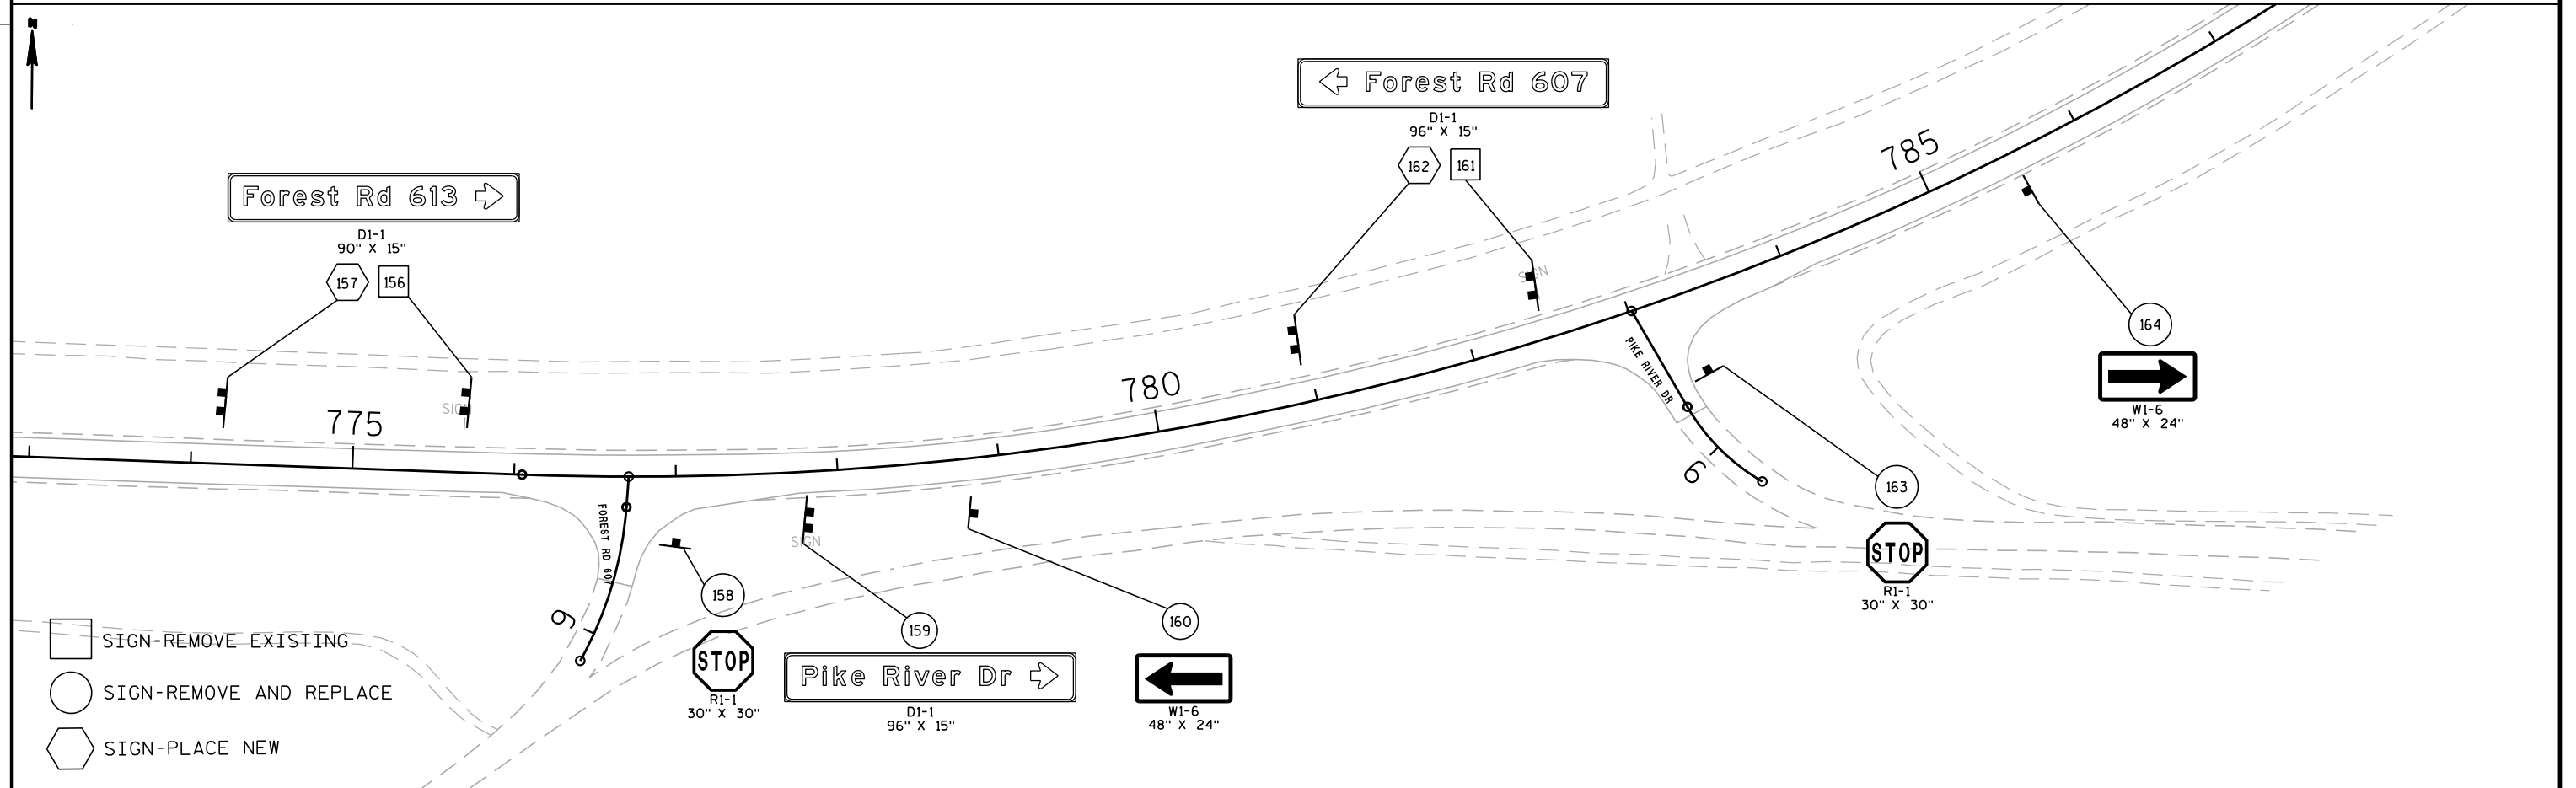 N
Forest Rd 613
D1-1
90" X 15"
157
156
SIGN
775
Forest Rd 607
D1-1
96" X 15"
162
161
SIGN
780
785
PIKE RIVER DR
9
164
W1-6
48" X 24"
163
STOP
R1-1
30" X 30"
FOREST RD 607
9
158
STOP
R1-1
30" X 30"
SIGN
159
Pike River Dr
D1-1
96" X 15"
160
W1-6
48" X 24"
SIGN-REMOVE EXISTING
SIGN-REMOVE AND REPLACE
SIGN-PLACE NEW